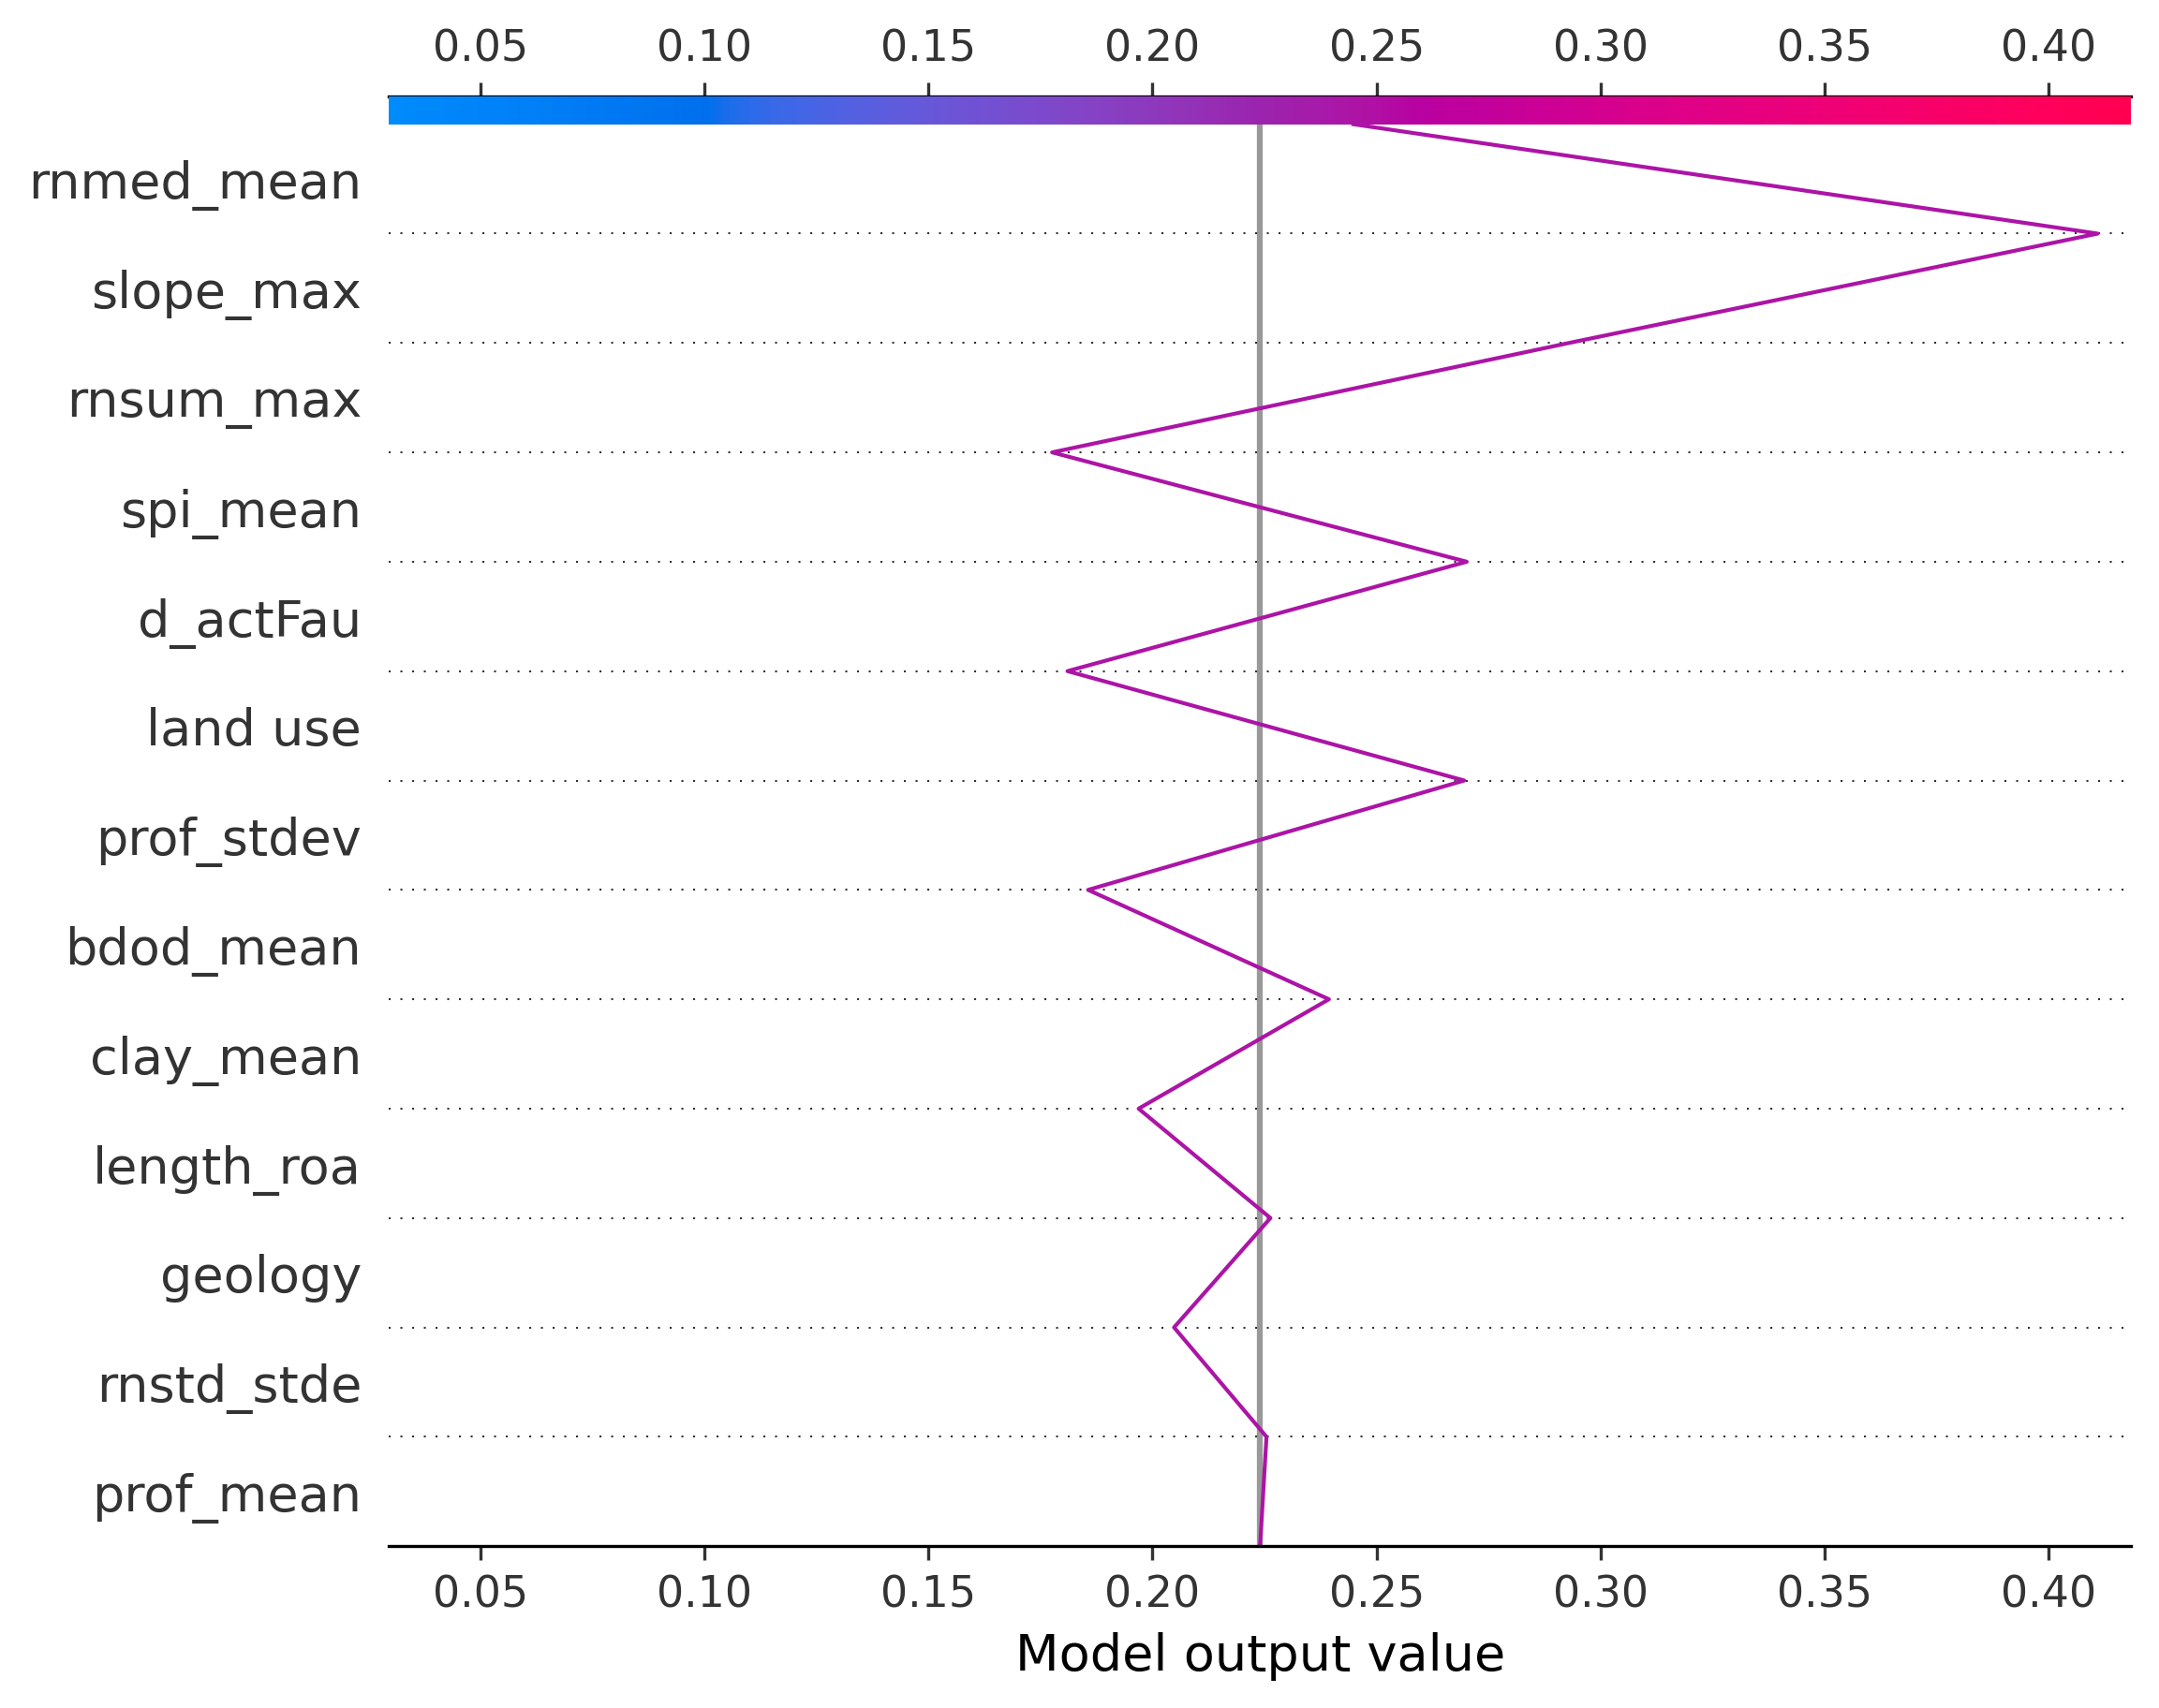 0.05 0.10 0.15 0.20 0.25 0.30 0.35 0.40
rnmed_mean
slope_max
rnsum_max
spi_mean
d_actFau
land use
prof_stdev
bdod_mean
clay_mean
length_roa
geology
rnstd_stde
prof_mean
0.05 0.10 0.15 0.20 0.25 0.30 0.35 0.40
Model output value